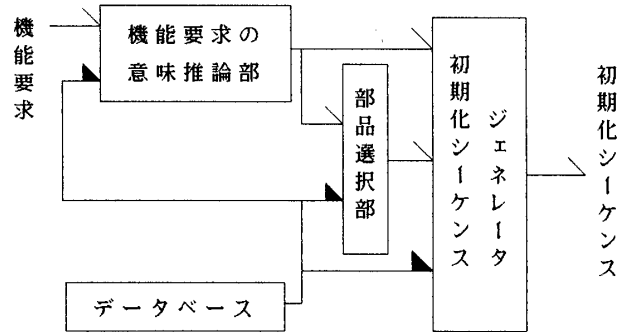 機能要求
機能要求の
意味推論部
部品選択部
初期化シーケンス
ジェネレータ
初期化シーケンス
データベース